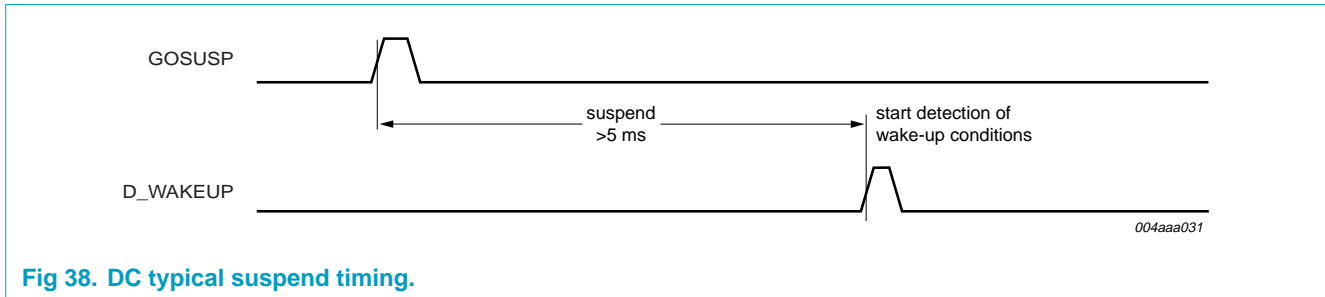 GOSUSP
suspend
>5 ms
start detection of
wake-up conditions
D_WAKEUP
004aaa031
Fig 38. DC typical suspend timing.